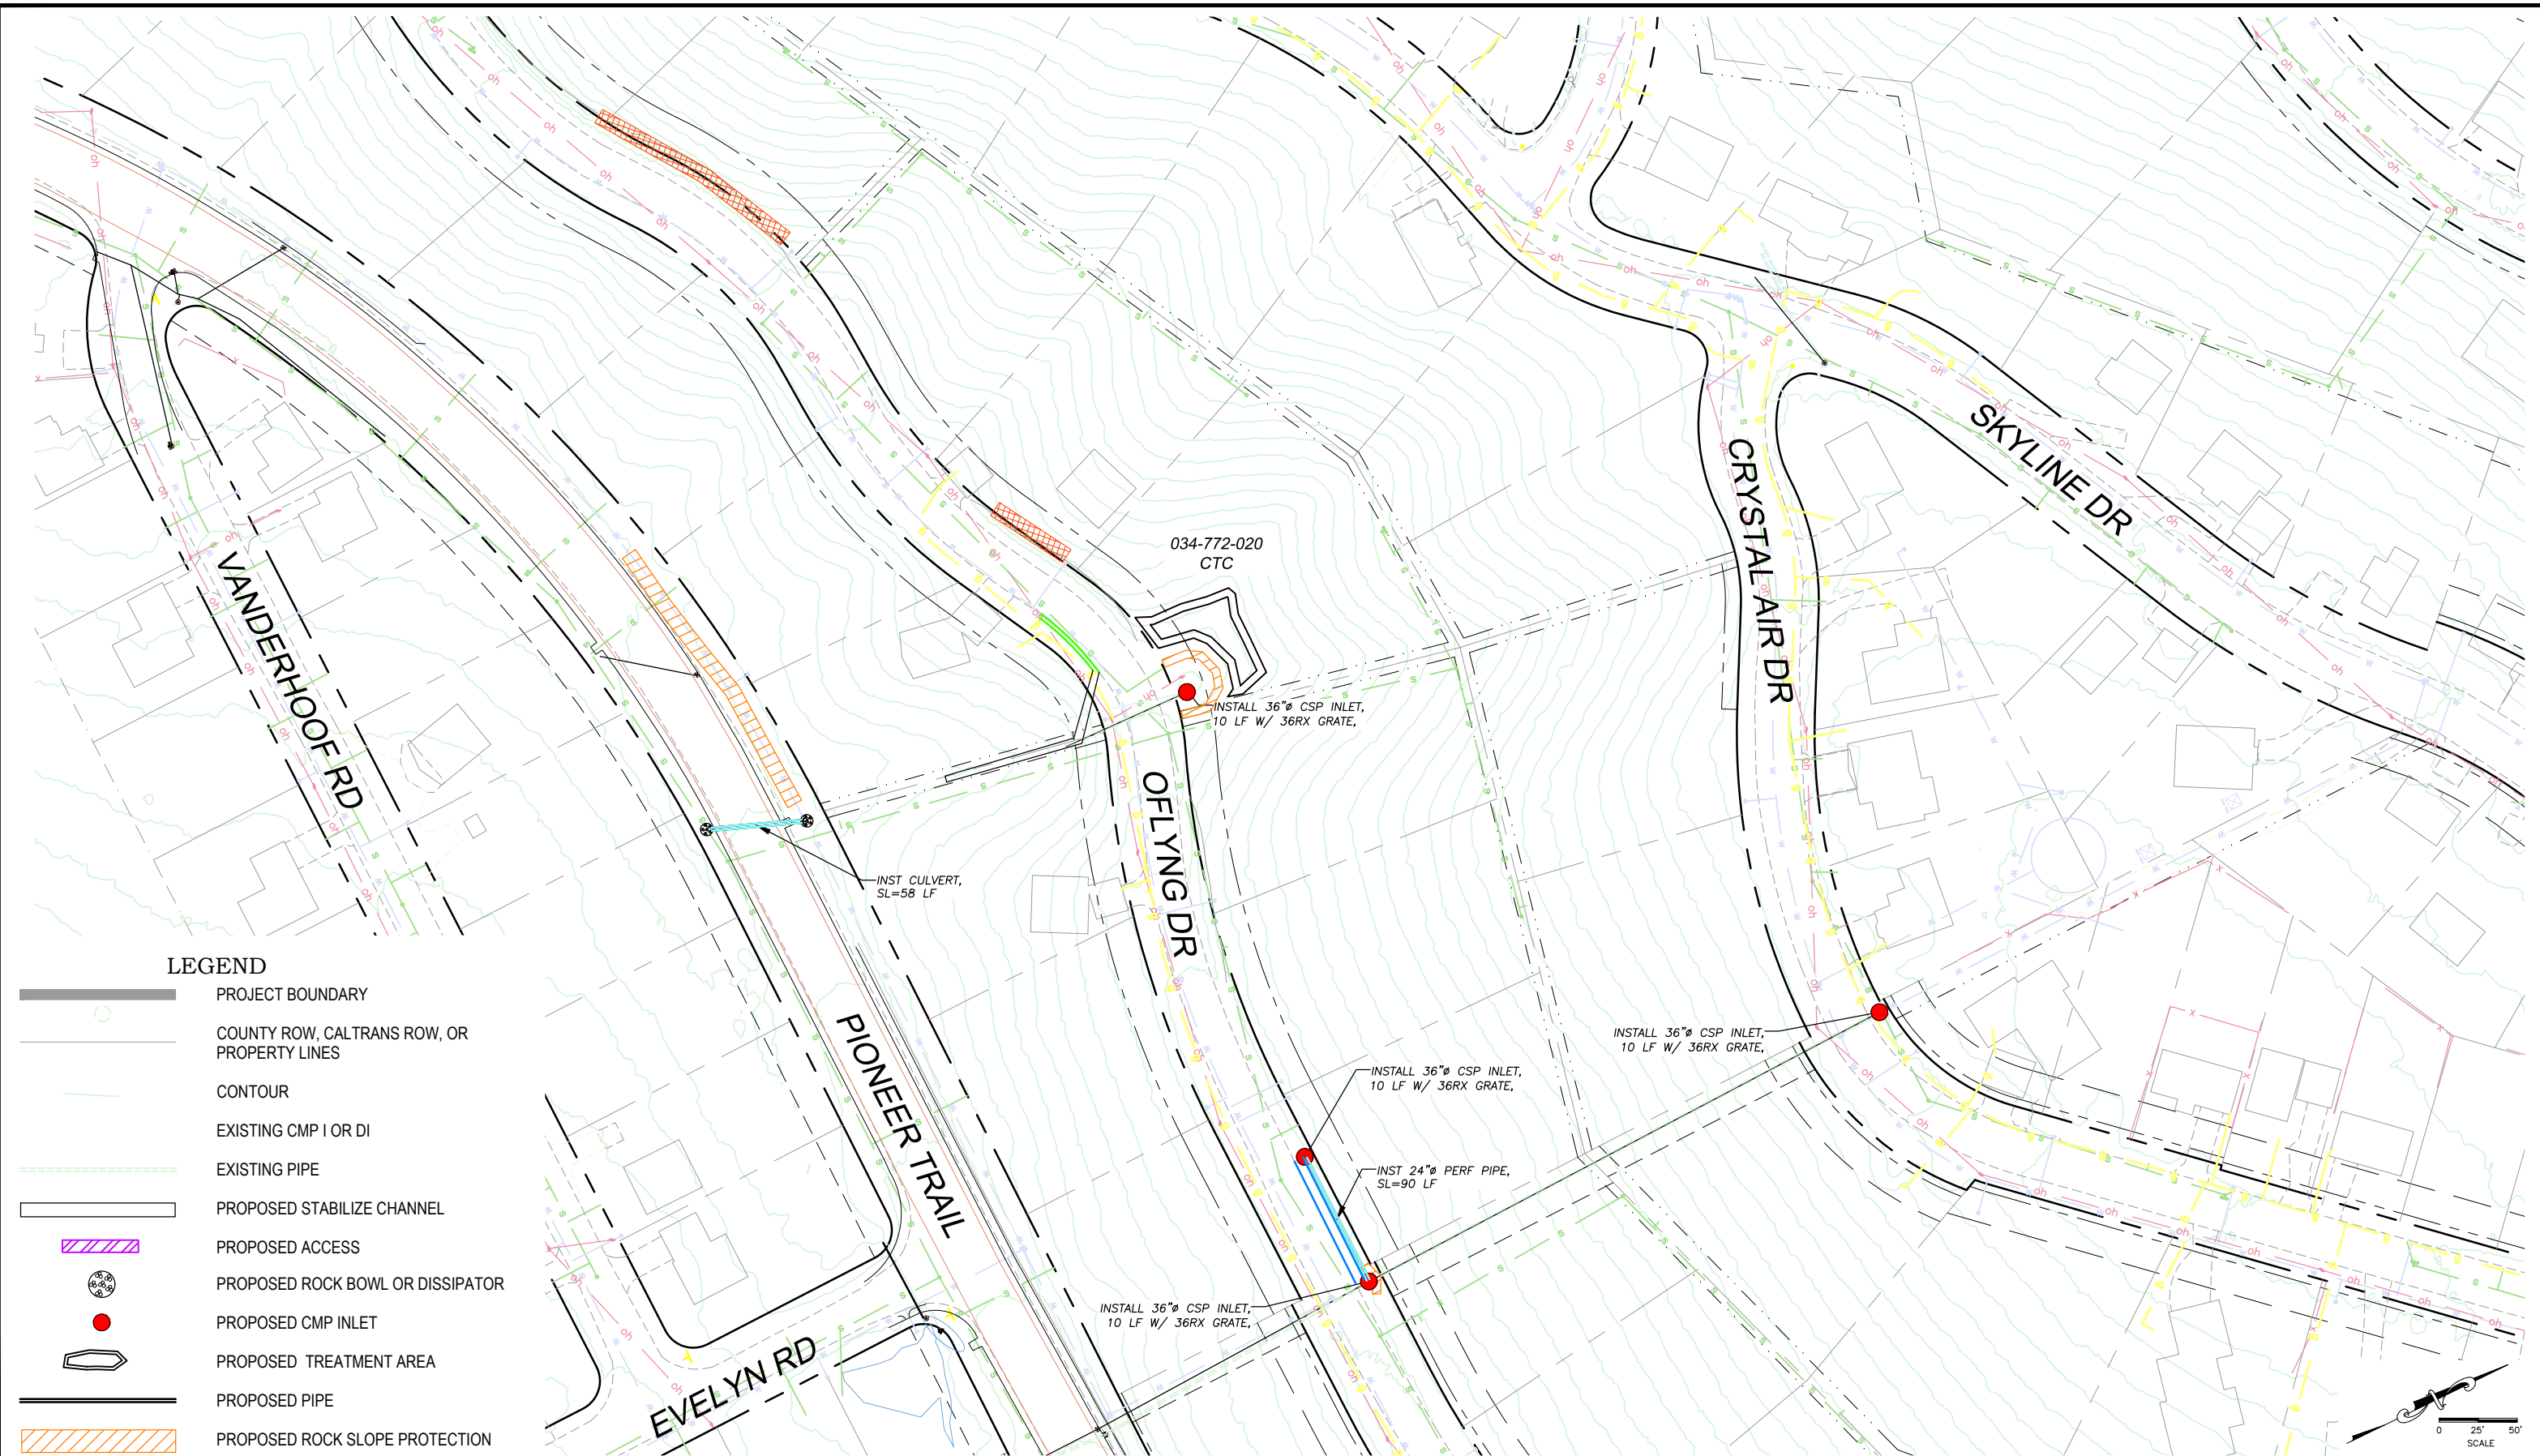 034-772-020
CTC
SKYLINE DR
CRYSTAL AIR DR
VANDERHOOF RD
INSTALL 36"ø CSP INLET,
10 LF W/ 36RX GRATE,
OFLYNG DR
INST CULVERT,
SL=58 LF
PIONEER TRAIL
INSTALL 36"ø CSP INLET,
10 LF W/ 36RX GRATE,
INSTALL 36"ø CSP INLET,
10 LF W/ 36RX GRATE,
INST 24"ø PERF PIPE,
SL=90 LF
INSTALL 36"ø CSP INLET,
10 LF W/ 36RX GRATE,
EVELYN RD
LEGEND
PROJECT BOUNDARY
COUNTY ROW, CALTRANS ROW, OR
PROPERTY LINES
CONTOUR
EXISTING CMP I OR DI
EXISTING PIPE
PROPOSED STABILIZE CHANNEL
PROPOSED ACCESS
PROPOSED ROCK BOWL OR DISSIPATOR
PROPOSED CMP INLET
PROPOSED TREATMENT AREA
PROPOSED PIPE
PROPOSED ROCK SLOPE PROTECTION
0 25' 50'
SCALE